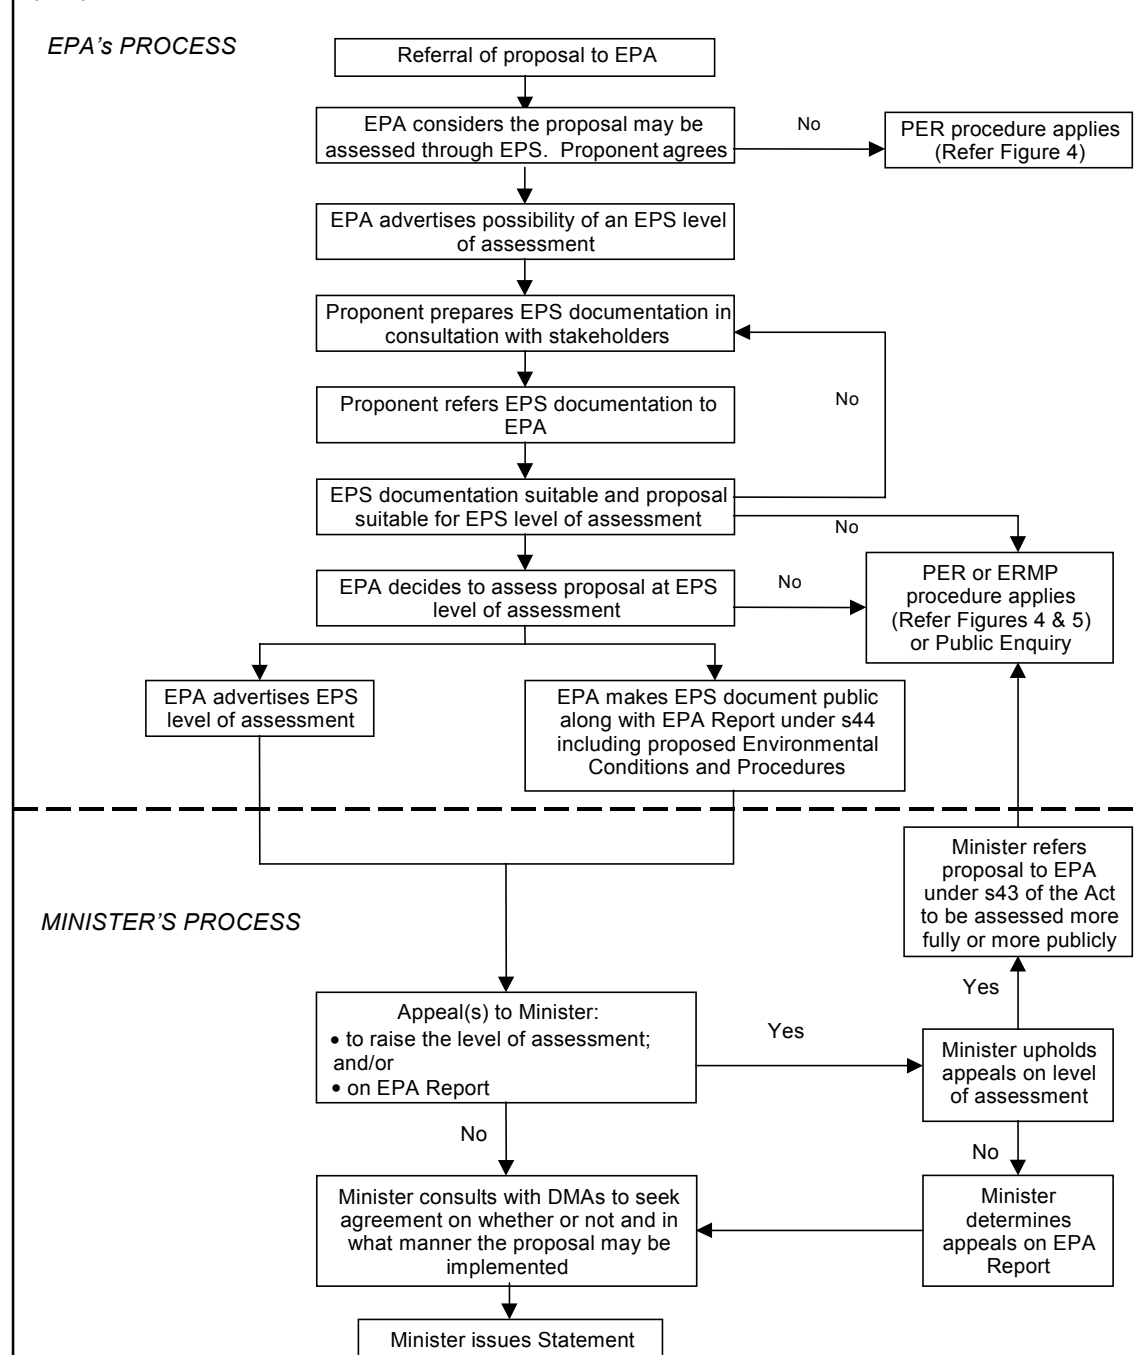 EPA's PROCESS
Referral of proposal to EPA
EPA considers the proposal may be
assessed through EPS. Proponent agrees
No
PER procedure applies
(Refer Figure 4)
EPA advertises possibility of an EPS level
of assessment
Proponent prepares EPS documentation in
consultation with stakeholders
No
Proponent refers EPS documentation to
EPA
EPS documentation suitable and proposal
suitable for EPS level of assessment
No
EPA decides to assess proposal at EPS
level of assessment
No
PER or ERMP
procedure applies
(Refer Figures 4 & 5)
or Public Enquiry
EPA advertises EPS
level of assessment
EPA makes EPS document public
along with EPA Report under s44
including proposed Environmental
Conditions and Procedures
Minister refers
proposal to EPA
under s43 of the Act
to be assessed more
fully or more publicly
MINISTER'S PROCESS
Yes
Appeal(s) to Minister:
• to raise the level of assessment;
and/or
• on EPA Report
Yes
Minister upholds
appeals on level
of assessment
No
No
Minister consults with DMAs to seek
agreement on whether or not and in
what manner the proposal may be
implemented
Minister
determines
appeals on EPA
Report
Minister issues Statement